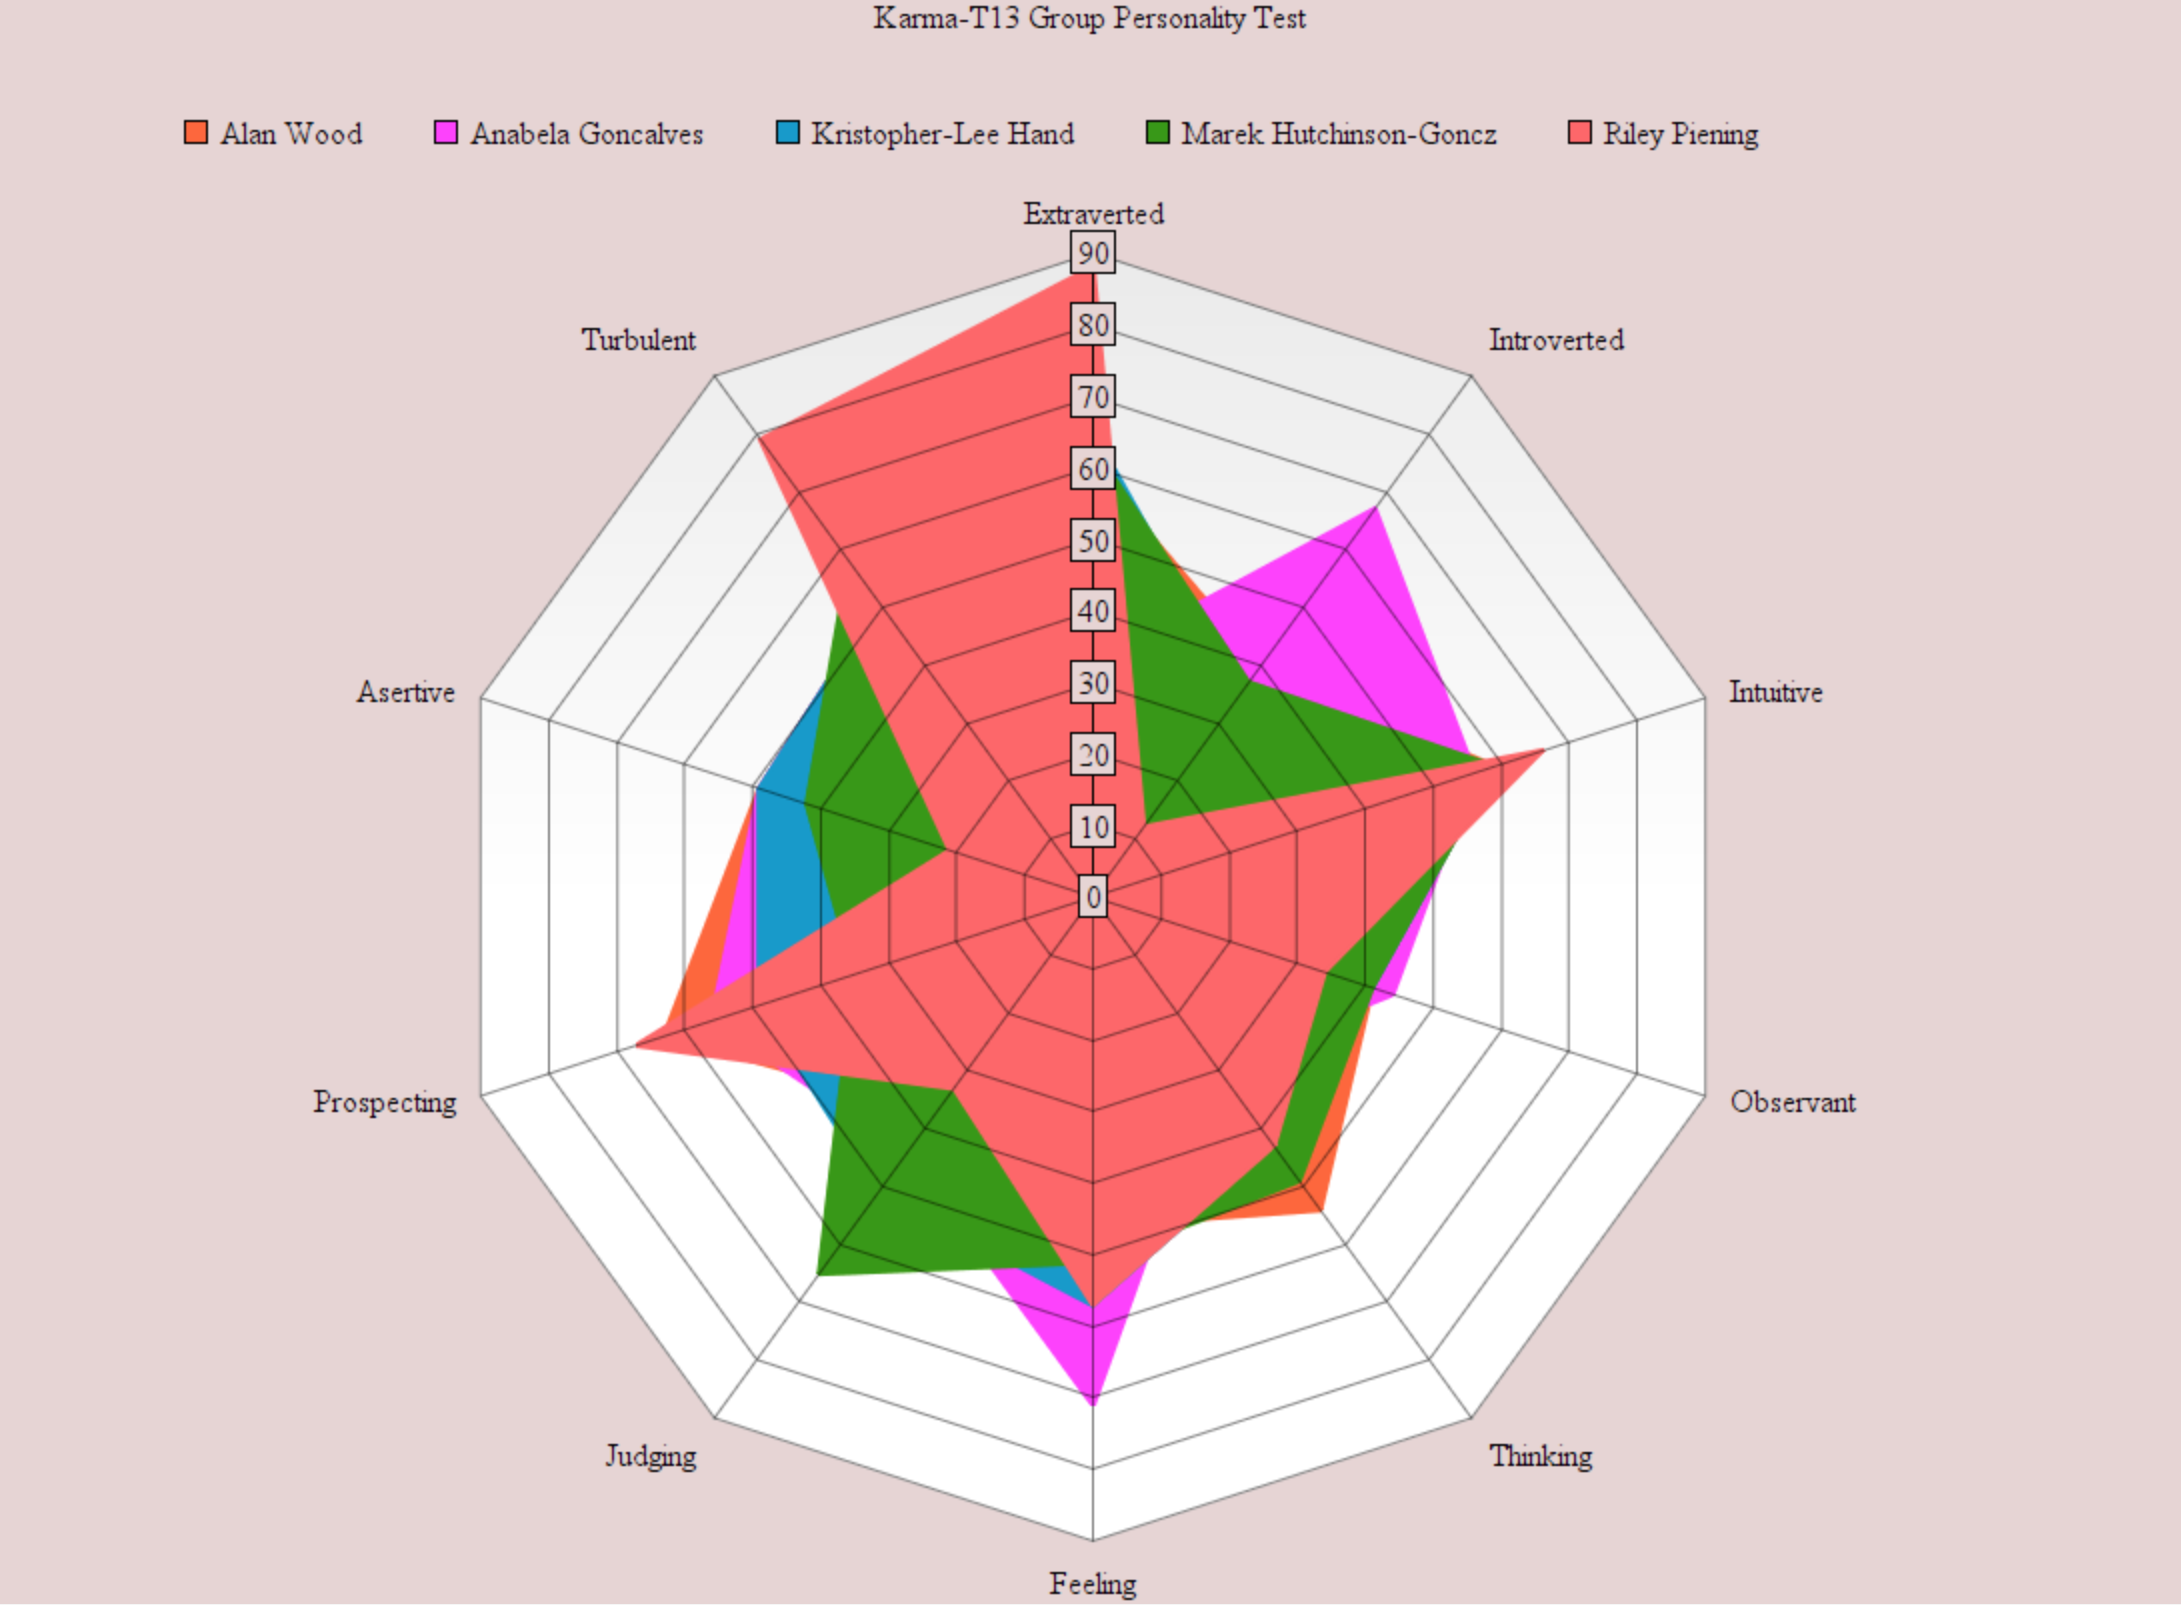 Karma-T13 Group Personality Test
Alan Wood Anabela Goncalves Kristopher-Lee Hand Marek Hutchinson-Goncz Riley Piening
Extraverted
90
Turbulent Introverted
80
70
60
50
40
Asertive Intuitive
30
20
10
0
Prospecting Observant
Judging Thinking
Feeling